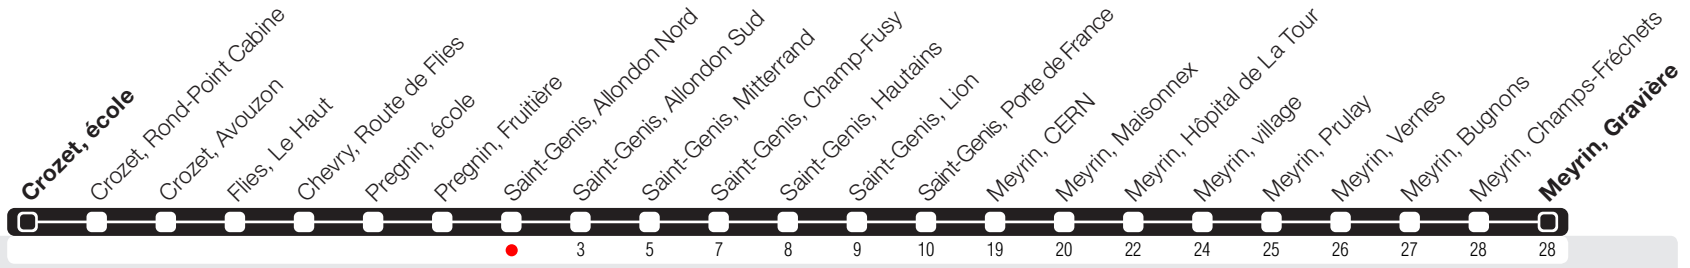 Crozet, école
Crozet, Rond-Point Cabine
Crozet, Avouzon
Flies, Le Haut
Chevry, Route de Flies
Pregnin, école
Pregnin, Fruitière
Saint-Genis, Allondon Nord
Saint-Genis, Allondon Sud
Saint-Genis, Mitterrand
Saint-Genis, Champ-Fusy
Saint-Genis, Hautains
Saint-Genis, Lion
Saint-Genis, Porte de France
Meyrin, CERN
Meyrin, Maisonnex
Meyrin, Hôpital de La Tour
Meyrin, village
Meyrin, Prulay
Meyrin, Vernes
Meyrin, Bugnons
Meyrin, Champs-Fréchets
Meyrin, Gravière
3 5 7 8 9 10 19 20 22 24 25 26 27 28 28